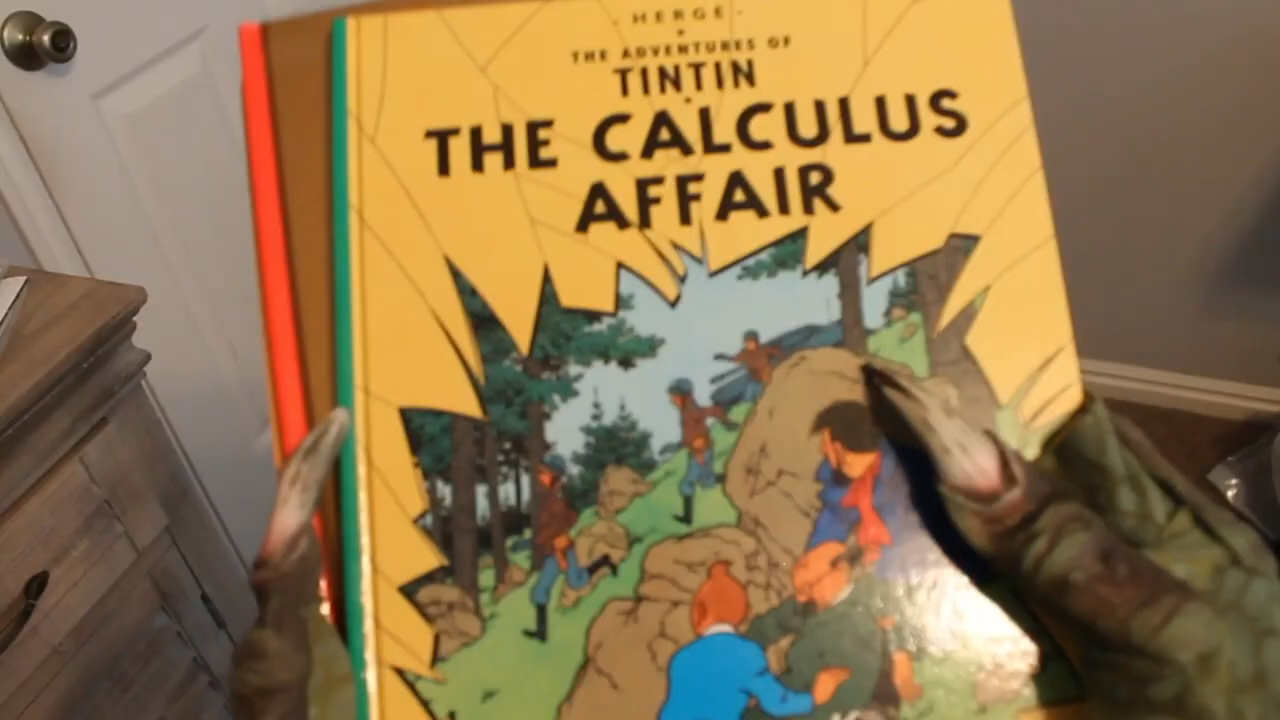 - HERGÉ -
THE ADVENTURES OF
TINTIN
THE CALCULUS
AFFAIR